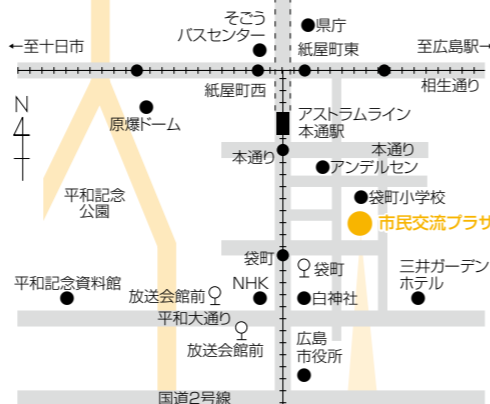 そごう
バスセンター
県庁
←至十日市
紙屋町東
至広島駅→
相生通り
紙屋町西
N
原爆ドーム
アストラムライン
本通駅
本通り
本通り
アンデルセン
平和記念
公園
袋町小学校
市民交流プラザ
袋町
袋町
平和記念資料館
放送会館前
NHK
白神社
三井ガーデン
ホテル
平和大通り
放送会館前
広島
市役所
国道2号線